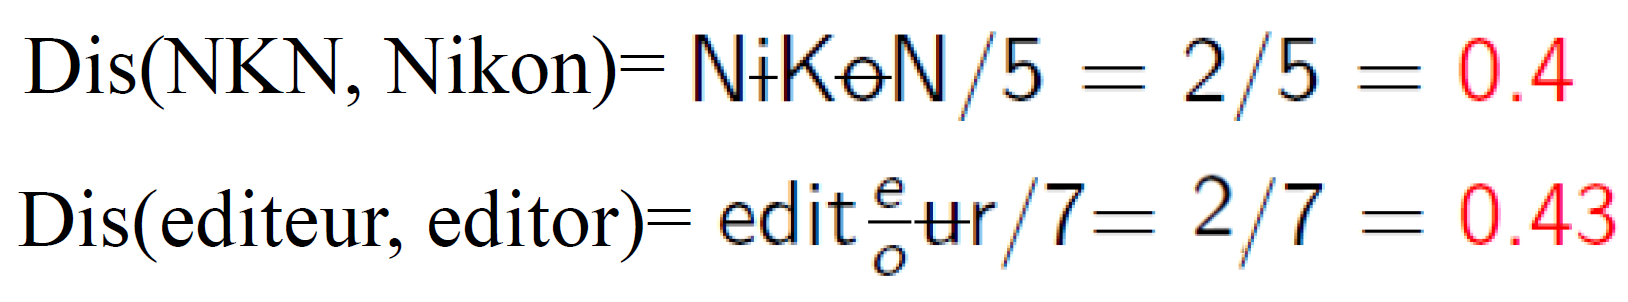 Dis(NKN, Nikon)= NiKoN/5 = 2/5 = 0.4
Dis(editeur, editor)= edit e/o ur/7= 2/7 = 0.43